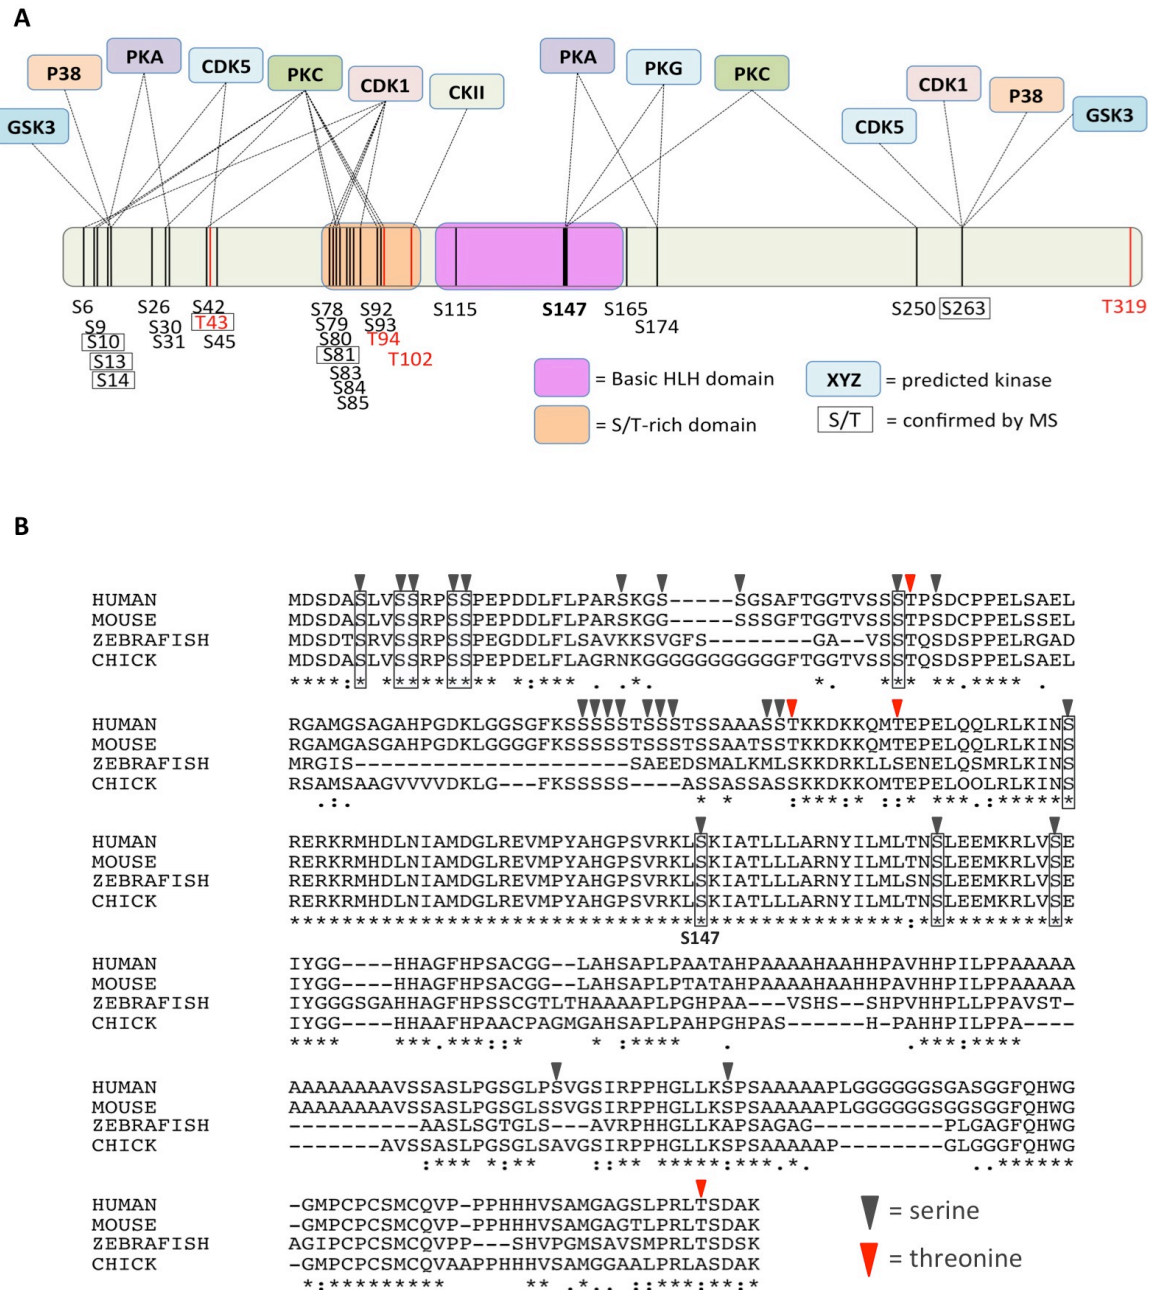 A
P38
PKA
CDK5
PKC
CDK1
CKII
PKA
PKG
PKC
CDK1
P38
GSK3
GSK3
CDK5
S6
S9
S10
S13
S14
S26
S30
S31
S42
T43
S45
S78
S79
S80
S81
S83
S84
S85
S92
S93
T94
T102
S115
S147
S165
S174
S250
S263
T319
= Basic HLH domain
XYZ = predicted kinase
= S/T-rich domain
S/T = confirmed by MS
B
HUMAN MDSDASLVSSRPSSPEPDDLFLPARSKGS-----SGSAFTGGTVSSSTPSDCPPELSAEL
MOUSE MDSDASLVSSRPSSPEPDDLFLPARSKGG-----SSSGFTGGTVSSSTPSDCPPELSSEL
ZEBRAFISH MDSDTSRVSSRPSSPEGDDLFLSAVKKSVGFS--------GA--VSSTQSDSPPELRGAD
CHICK MDSDASLVSSRPSSPEPDELFLAGRNKGGGGGGGGGGGFTGGTVSSSTQSDSPPELSAEL
****:* ******** *:** . *. *. *** **.**** .
HUMAN RGAMGSAGAHPGDKLGGSGFKSSSSSTSSSTSSAAASSTKKDKKQMTEPELQQLRLKINS
MOUSE RGAMGASGAHPGDKLGGGGFKSSSSSTSSSTSSAATSSTKKDKKQMTEPELQQLRLKINS
ZEBRAFISH MRGIS---------------------SAEEDSMALKMLSKKDRKLLSENELQSMRLKINS
CHICK RSAMSAAGVVVVDKLG---FKSSSSSS----ASSASSASSKKDKKOMTEPELOOLRLKINS
.:. * * :***:* :: * ***.:******
HUMAN RERKRMHDLNIAMDGLREVMPYAHGPSVRKLSKIATLLLARNYILMLTNSLEEMKRLVSE
MOUSE RERKRMHDLNIAMDGLREVMPYAHGPSVRKLSKIATLLLARNYILMLTNSLEEMKRLVSE
ZEBRAFISH RERKRMHDLNIAMDGLREVMPYAHGPSVRKLSKIATLLLARNYILMLSNSLEEMKRLVSE
CHICK RERKRMHDLNIAMDGLREVMPYAHGPSVRKLSKIATLLLARNYILMLTNSLEEMKRLVSE
***********************************************:************
S147
HUMAN IYGG----HHAGFHPSACGG--LAHSAPLPAATAHPAAAAHAAHHPAVHHPILPPAAAAA
MOUSE IYGG----HHAGFHPSACGG--LAHSAPLPTATAHPAAAAHAAHHPAVHHPILPPAAAAA
ZEBRAFISH IYGGGSGAHHAGFHPSSCGTLTHAAAAPLPGHPAA---VSHS--SHPVHHPLLPPAVST-
CHICK IYGG----HHAAFHPAACPAGMGAHSAPLPAHPGHPAS------H-PAHHPILPPA----
**** ***.***::* * :**** . .***:****
HUMAN AAAAAAAAVSSASLPGSGLPSVGSIRPPHGLLKSPSAAAAAPLGGGGGGSGASGGFQHWG
MOUSE AAAAAAAAVSSASLPGSGLSSVGSIRPPHGLLKSPSAAAAAPLGGGGGGSGGSGGFQHWG
ZEBRAFISH ----------AASLSGTGLS---AVRPHHGLLKAPSAGAG----------PLGAGFQHWG
CHICK -------AVSSASLPGSGLSAVGSIRPPHGLLKSPSAAAAAP--------GLGGGFQHWG
:*** *:** ::** *****:***.*. ..******
HUMAN -GMPCPCSMCQVP-PPHHHVSAMGAGSLPRLTSDAK
MOUSE -GMPCPCSMCQVP-PPHHHVSAMGAGTLPRLTSDAK
ZEBRAFISH AGIPCPCSMCQVPP---SHVPGMSAVSMPRLTSDSK
CHICK -GMPCPCSMCQVAAPPHHHVSAMGGAALPRLASDAK
*:********** ** .*.. ::***:**:*
= serine
= threonine